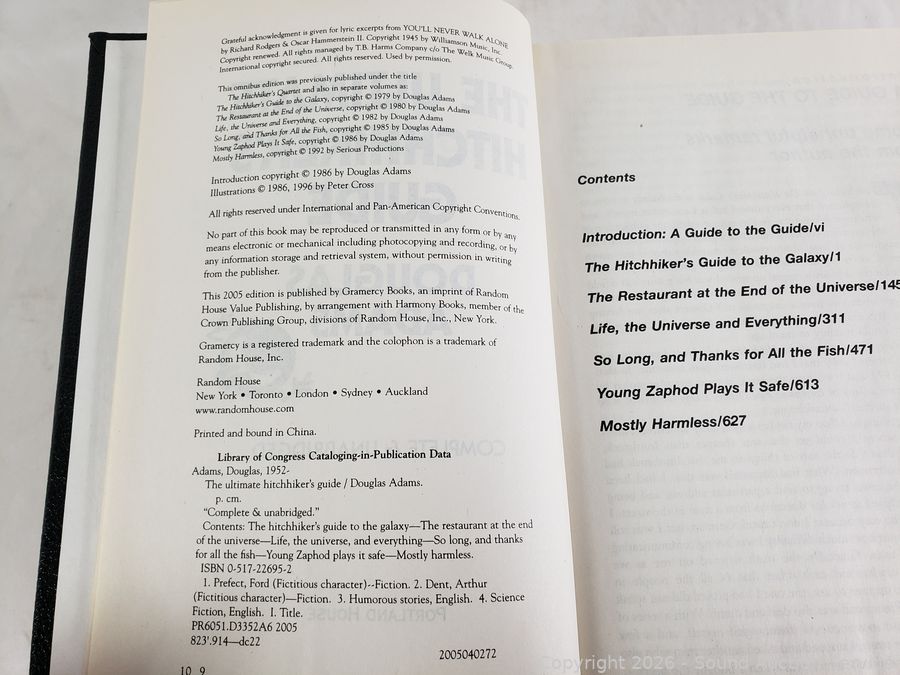 Grateful acknowledgment is given for lyric excerpts from YOU'LL NEVER WALK ALONE
by Richard Rodgers & Oscar Hammerstein II. Copyright 1945 by Williamson Music, Inc.
Copyright renewed. All rights managed by T.B. Harms Company c/o The Welk Music Group.
International copyright secured. All rights reserved. Used by permission.
This omnibus edition was previously published under the title
The Hitchhiker's Quartet and also in separate volumes as:
The Hitchhiker's Guide to the Galaxy, copyright © 1979 by Douglas Adams
The Restaurant at the End of the Universe, copyright © 1980 by Douglas Adams
Life, the Universe and Everything, copyright © 1982 by Douglas Adams
So Long, and Thanks for All the Fish, copyright © 1985 by Douglas Adams
Young Zaphod Plays It Safe, copyright © 1986 by Douglas Adams
Mostly Harmless, copyright © 1992 by Serious Productions
Introduction copyright © 1986 by Douglas Adams
Illustrations © 1986, 1996 by Peter Cross
All rights reserved under International and Pan-American Copyright Conventions.
No part of this book may be reproduced or transmitted in any form or by any
means electronic or mechanical including photocopying and recording, or by
any information storage and retrieval system, without permission in writing
from the publisher.
This 2005 edition is published by Gramercy Books, an imprint of Random
House Value Publishing, by arrangement with Harmony Books, member of the
Crown Publishing Group, divisions of Random House, Inc., New York.
Gramercy is a registered trademark and the colophon is a trademark of
Random House, Inc.
Random House
New York • Toronto • London • Sydney • Auckland
www.randomhouse.com
Printed and bound in China.
Library of Congress Cataloging-in-Publication Data
Adams, Douglas, 1952-
The ultimate hitchhiker's guide / Douglas Adams.
p. cm.
"Complete & unabridged."
Contents: The hitchhiker's guide to the galaxy—The restaurant at the end
of the universe—Life, the universe, and everything—So long, and thanks
for all the fish—Young Zaphod plays it safe—Mostly harmless.
ISBN 0-517-22695-2
1. Prefect, Ford (Fictitious character)--Fiction. 2. Dent, Arthur
(Fictitious character)—Fiction. 3. Humorous stories, English. 4. Science
Fiction, English. I. Title.
PR6051.D3352A6 2005
823'.914—dc22
2005040272
10 9
Contents
Introduction: A Guide to the Guide/vi
The Hitchhiker's Guide to the Galaxy/1
The Restaurant at the End of the Universe/145
Life, the Universe and Everything/311
So Long, and Thanks for All the Fish/471
Young Zaphod Plays It Safe/613
Mostly Harmless/627
Copyright 2026 - Sound